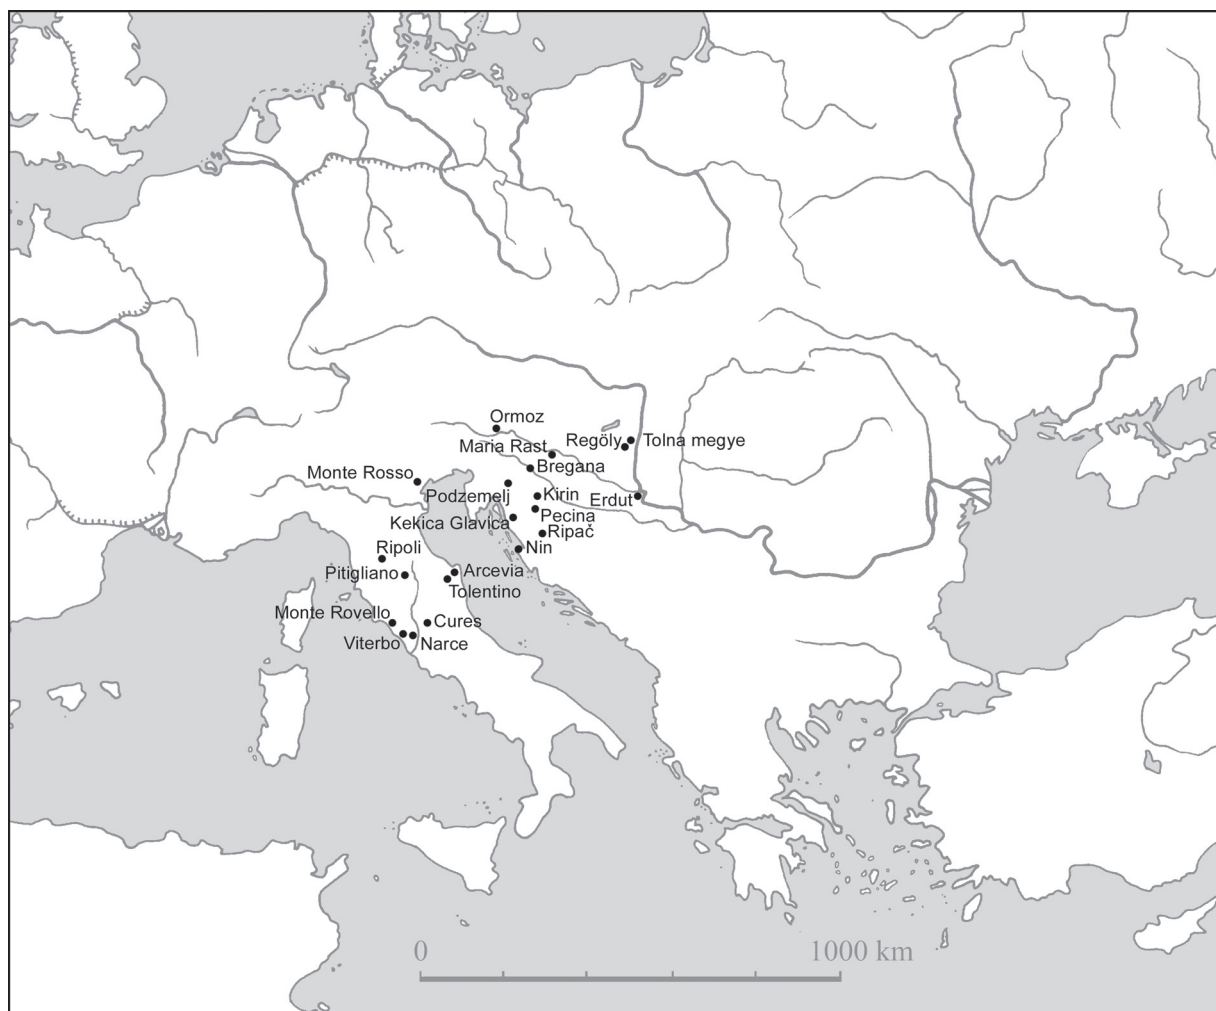 Ormoz
Regöly
Tolna megye
Maria Rast
Bregana
Monte Rosso
Podzemelj
Kirin
Erdut
Pecina
Kekica Glavica
Ripač
Nin
Ripoli
Pitigliano
Arcevia
Tolentino
Monte Rovello
Cures
Viterbo
Narce
0
1000 km